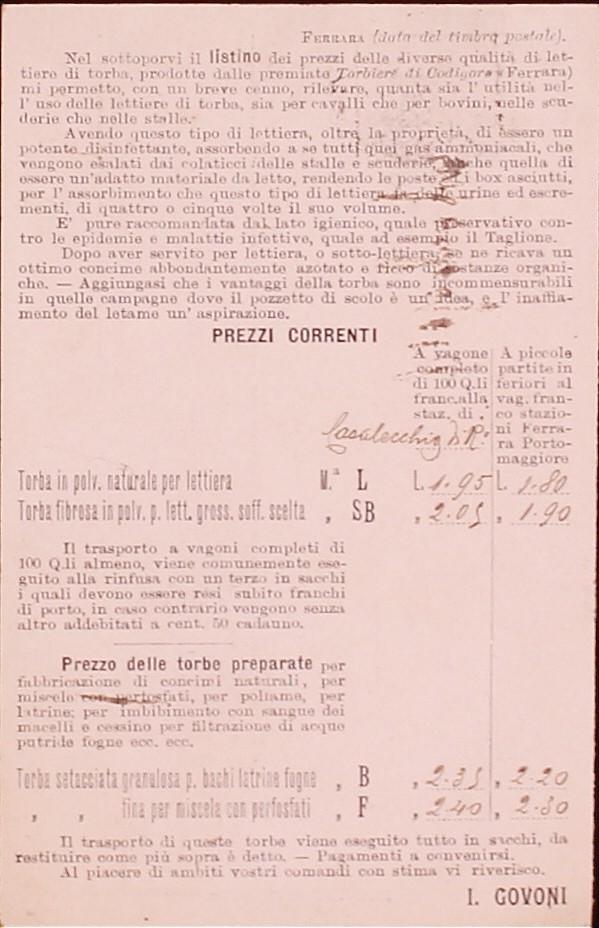 FERRARA (data del timbro postale).
Nel sottoporvi il listino dei prezzi delle diverse qualità di let-
tiere di torba, prodotte dalle premiate Torbiere di Codigoro (Ferrara)
mi permetto, con un breve cenno, rilevare, quanta sia l' utilità nel-
l' uso delle lettiere di torba, sia per cavalli che per bovini, nelle scu-
derie che nelle stalle.
Avendo questo tipo di lettiera, oltre la proprietà, di essere un
potente disinfettante, assorbendo a se tutti quei gas ammoniacali, che
vengono esalati dai colaticci delle stalle e scuderie, anche quella di
essere un'adatto materiale da letto, rendendo le poste ed i box asciutti,
per l' assorbimento che questo tipo di lettiera fa delle urine ed escre-
menti, di quattro o cinque volte il suo volume.
E' pure raccomandata dal lato igienico, quale preservativo con-
tro le epidemie e malattie infettive, quale ad esempio il Taglione.
Dopo aver servito per lettiera, o sotto-lettiera, se ne ricava un
ottimo concime abbondantemente azotato e ricco di sostanze organi-
che. — Aggiungasi che i vantaggi della torba sono incommensurabili
in quelle campagne dove il pozzetto di scolo è un' idea, e l' inaffia-
mento del letame un' aspirazione.
PREZZI CORRENTI
A vagone
completo
di 100 Q.li
franc. alla
staz. di
Casalecchio di R:
A piccole
partite in
feriori al
vag. fran-
co stazio-
ni Ferra-
ra Porto-
maggiore
Torba in polv. naturale per lettiera M.ª L L. 1.95 L. 1.80
Torba fibrosa in polv. p. lett. gross. soff. scelta „ SB „ 2.05 „ 1.90
Il trasporto a vagoni completi di
100 Q.li almeno, viene comunemente ese-
guito alla rinfusa con un terzo in sacchi
i quali devono essere resi subito franchi
di porto, in caso contrario vengono senza
altro addebitati a cent. 50 cadauno.
Prezzo delle torbe preparate per
fabbricazione di concimi naturali, per
miscele con perfosfati, per pollame, per
latrine; per imbibimento con sangue dei
macelli e cessino per filtrazione di acque
putride fogne ecc. ecc.
Torba setacciata granulosa p. bachi latrine fogne „ B „ 2.35 „ 2.20
„ „ fina per miscela con perfosfati „ F „ 2.40 „ 2.30
Il trasporto di queste torbe viene eseguito tutto in sacchi, da
restituire come più sopra è detto. — Pagamenti a convenirsi.
Al piacere di ambiti vostri comandi con stima vi riverisco.
I. GOVONI